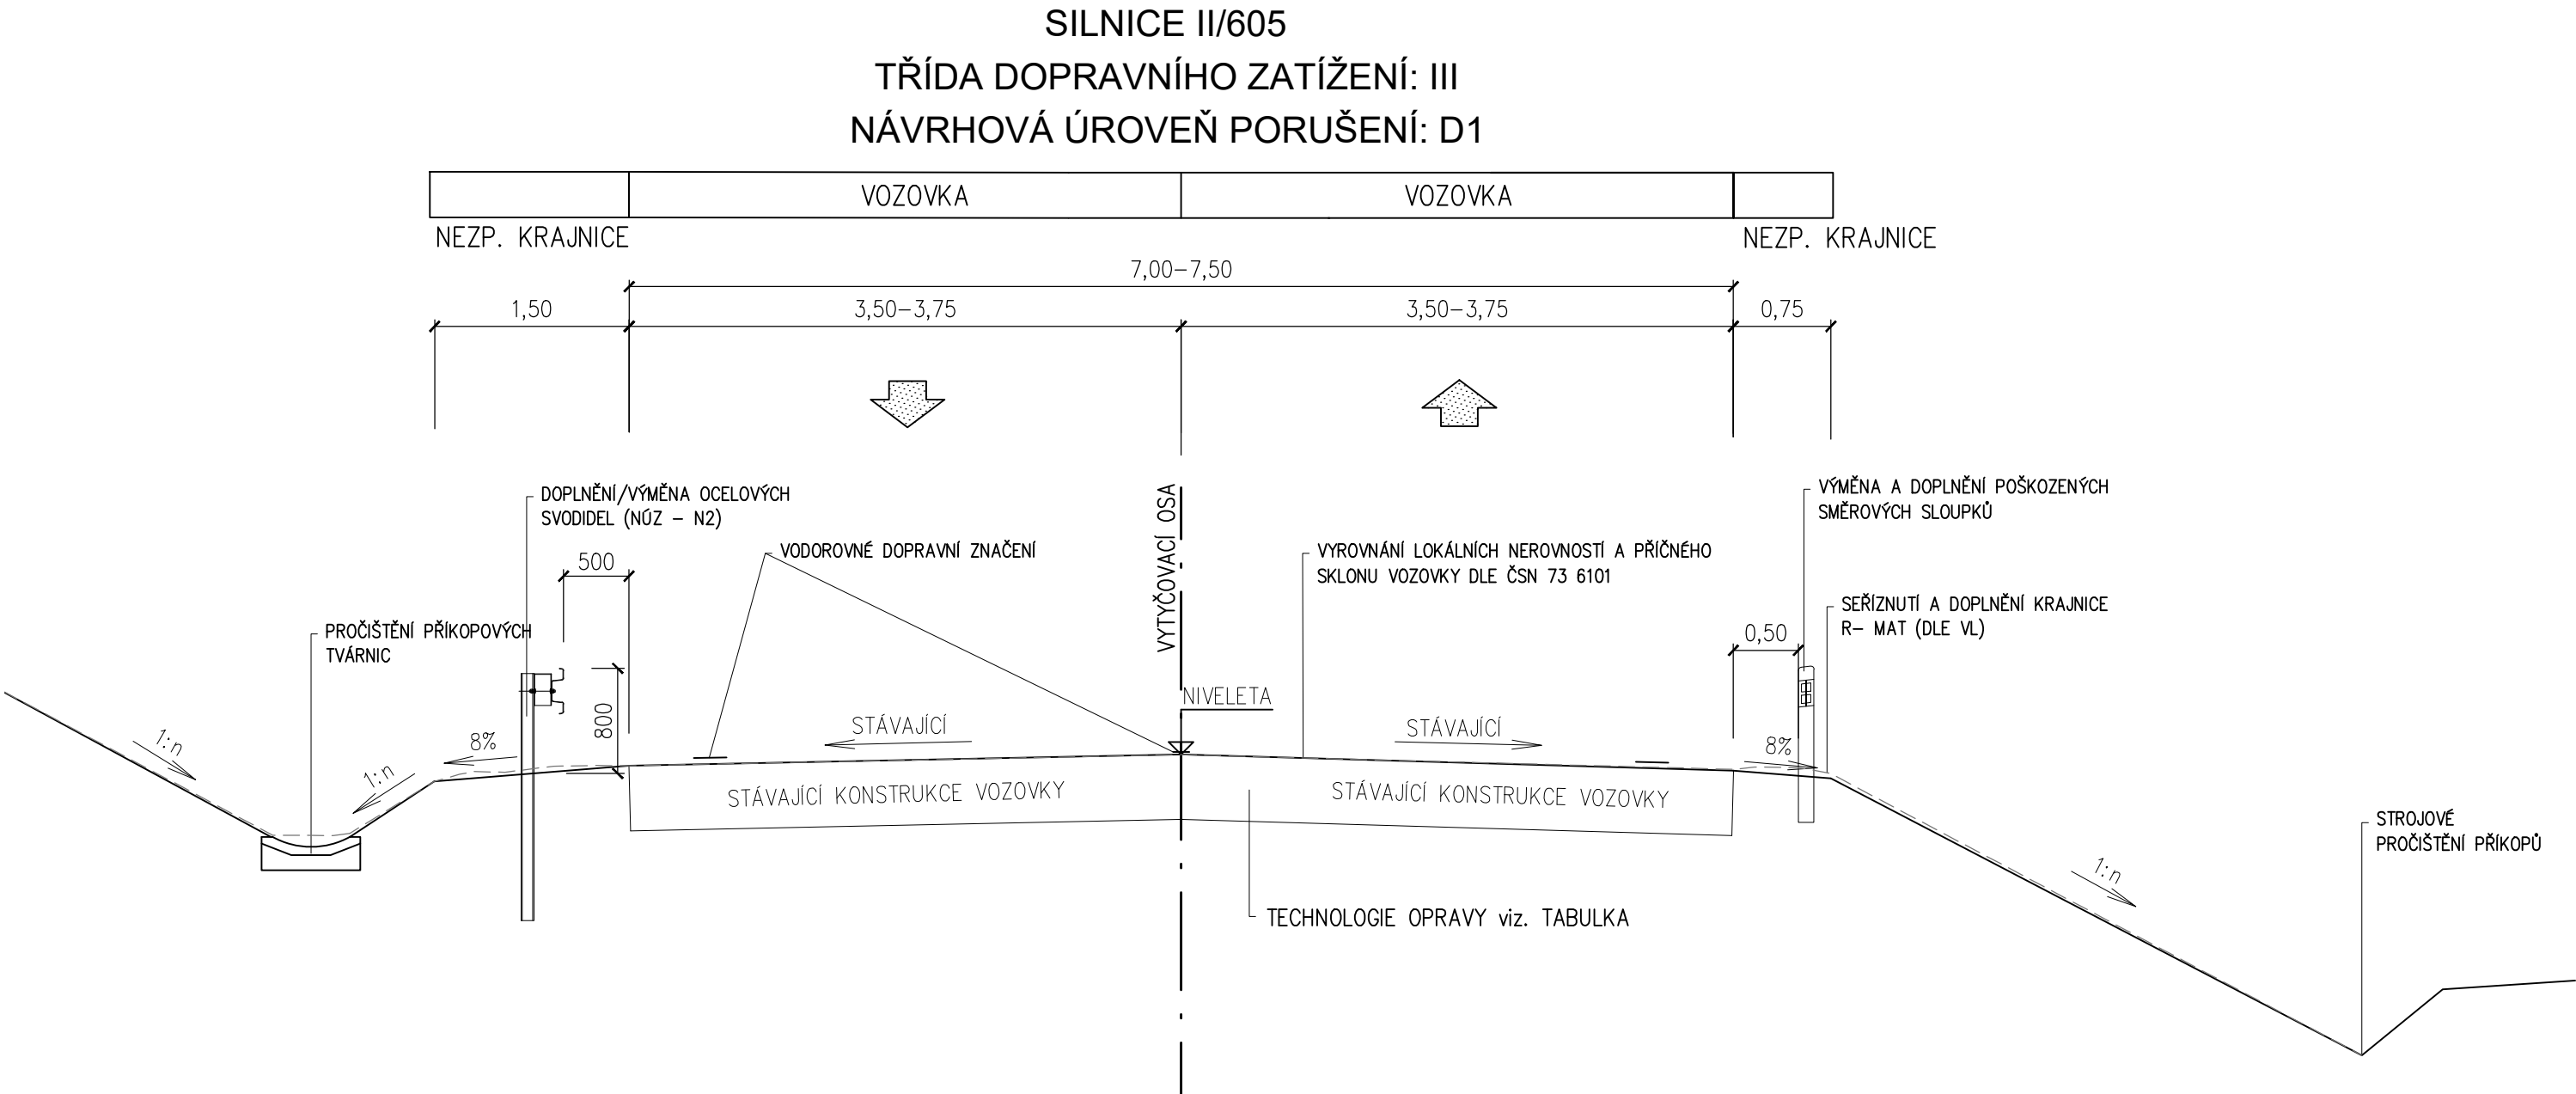 SILNICE II/605
TŘÍDA DOPRAVNÍHO ZATÍŽENÍ: III
NÁVRHOVÁ ÚROVEŇ PORUŠENÍ: D1
VOZOVKA
VOZOVKA
NEZP. KRAJNICE
NEZP. KRAJNICE
7,00–7,50
1,50
3,50–3,75
3,50–3,75
0,75
DOPLNĚNÍ/VÝMĚNA OCELOVÝCH
SVODIDEL (NÚZ – N2)
VÝMĚNA A DOPLNĚNÍ POŠKOZENÝCH
SMĚROVÝCH SLOUPKŮ
VYTYČOVACÍ OSA
500
VODOROVNÉ DOPRAVNÍ ZNAČENÍ
VYROVNÁNÍ LOKÁLNÍCH NEROVNOSTÍ A PŘÍČNÉHO
SKLONU VOZOVKY DLE ČSN 73 6101
PROČIŠTĚNÍ PŘÍKOPOVÝCH
TVÁRNIC
SEŘÍZNUTÍ A DOPLNĚNÍ KRAJNICE
R– MAT (DLE VL)
0,50
800
NIVELETA
STÁVAJÍCÍ
STÁVAJÍCÍ
1:n
8%
1:n
8%
STÁVAJÍCÍ KONSTRUKCE VOZOVKY
STÁVAJÍCÍ KONSTRUKCE VOZOVKY
STROJOVÉ
PROČIŠTĚNÍ PŘÍKOPŮ
1:n
TECHNOLOGIE OPRAVY viz. TABULKA